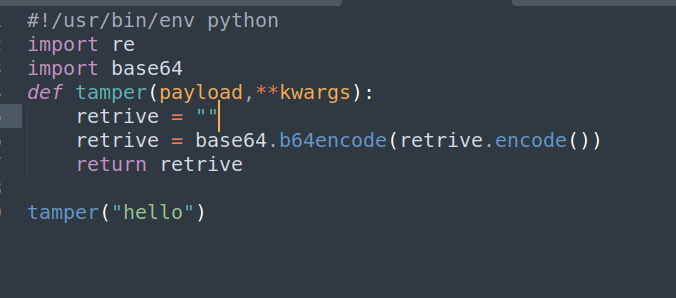 #!/usr/bin/env python
import re
import base64
def tamper(payload,**kwargs):
    retrive = ""
    retrive = base64.b64encode(retrive.encode())
    return retrive
tamper("hello")